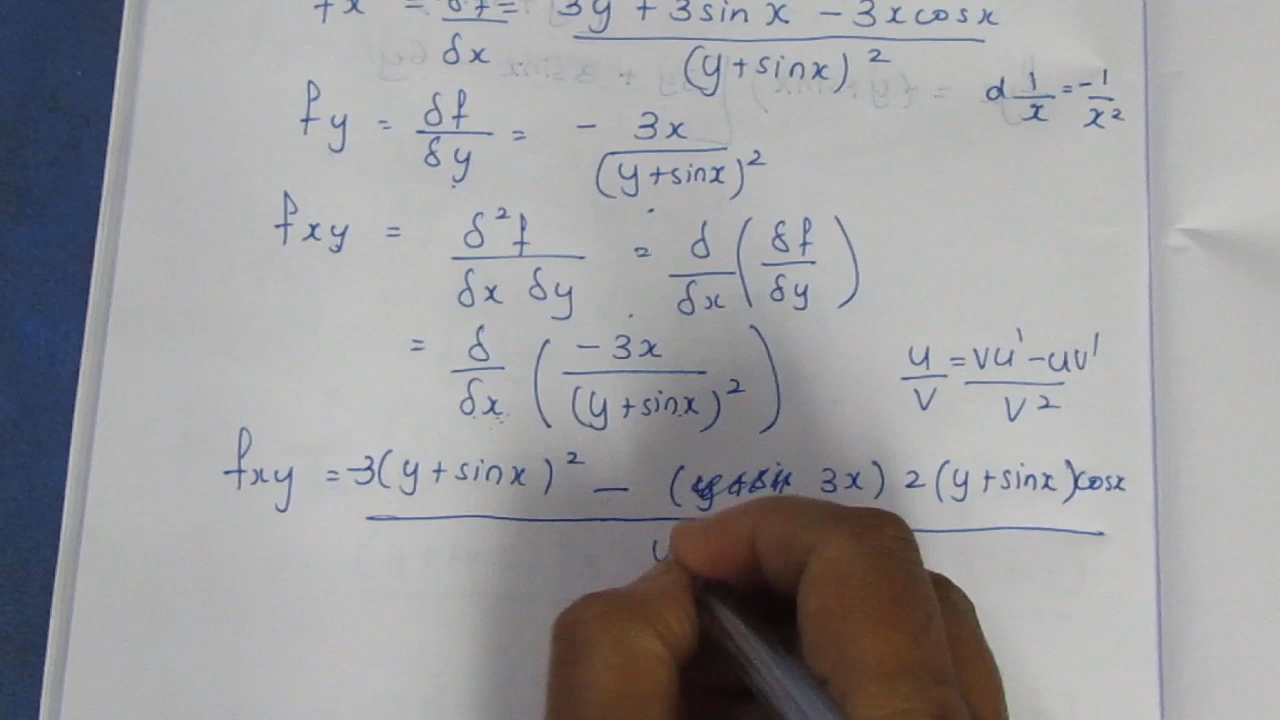 fx = δf/δx = 3y + 3sinx - 3xcosx / (y+sinx)²
d 1/x = -1/x²
fy = δf/δy = - 3x/(y+sinx)²
fxy = δ²f/δx δy = δ/δx (δf/δy)
= δ/δx (-3x/(y+sinx)²)
u/v = vu' - uv'/v²
fxy = -3(y+sinx)² - (3x) 2(y+sinx)cosx